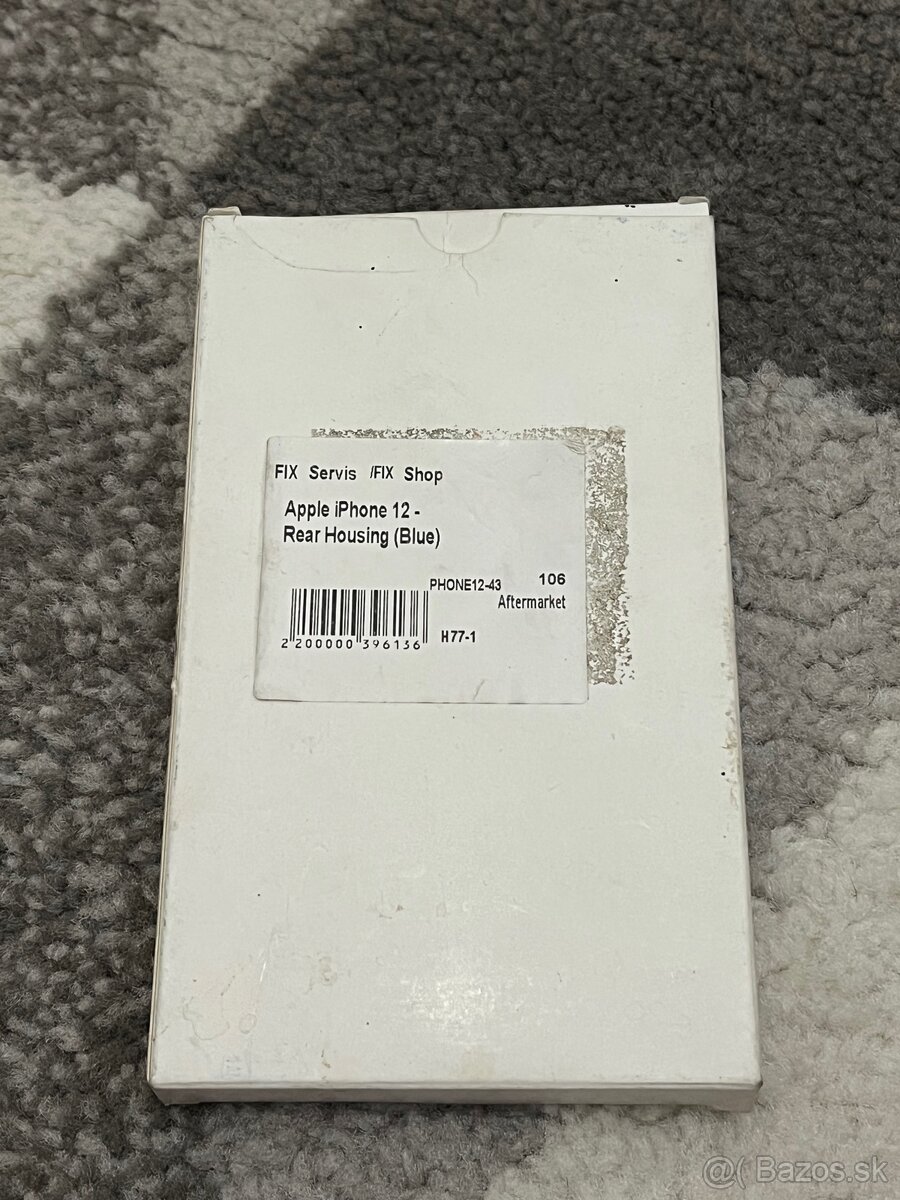 FIX Servis /FIX Shop
Apple iPhone 12 -
Rear Housing (Blue)
PHONE12-43 106
Aftermarket
2 200000 396136
H77-1
@( Bazos.sk